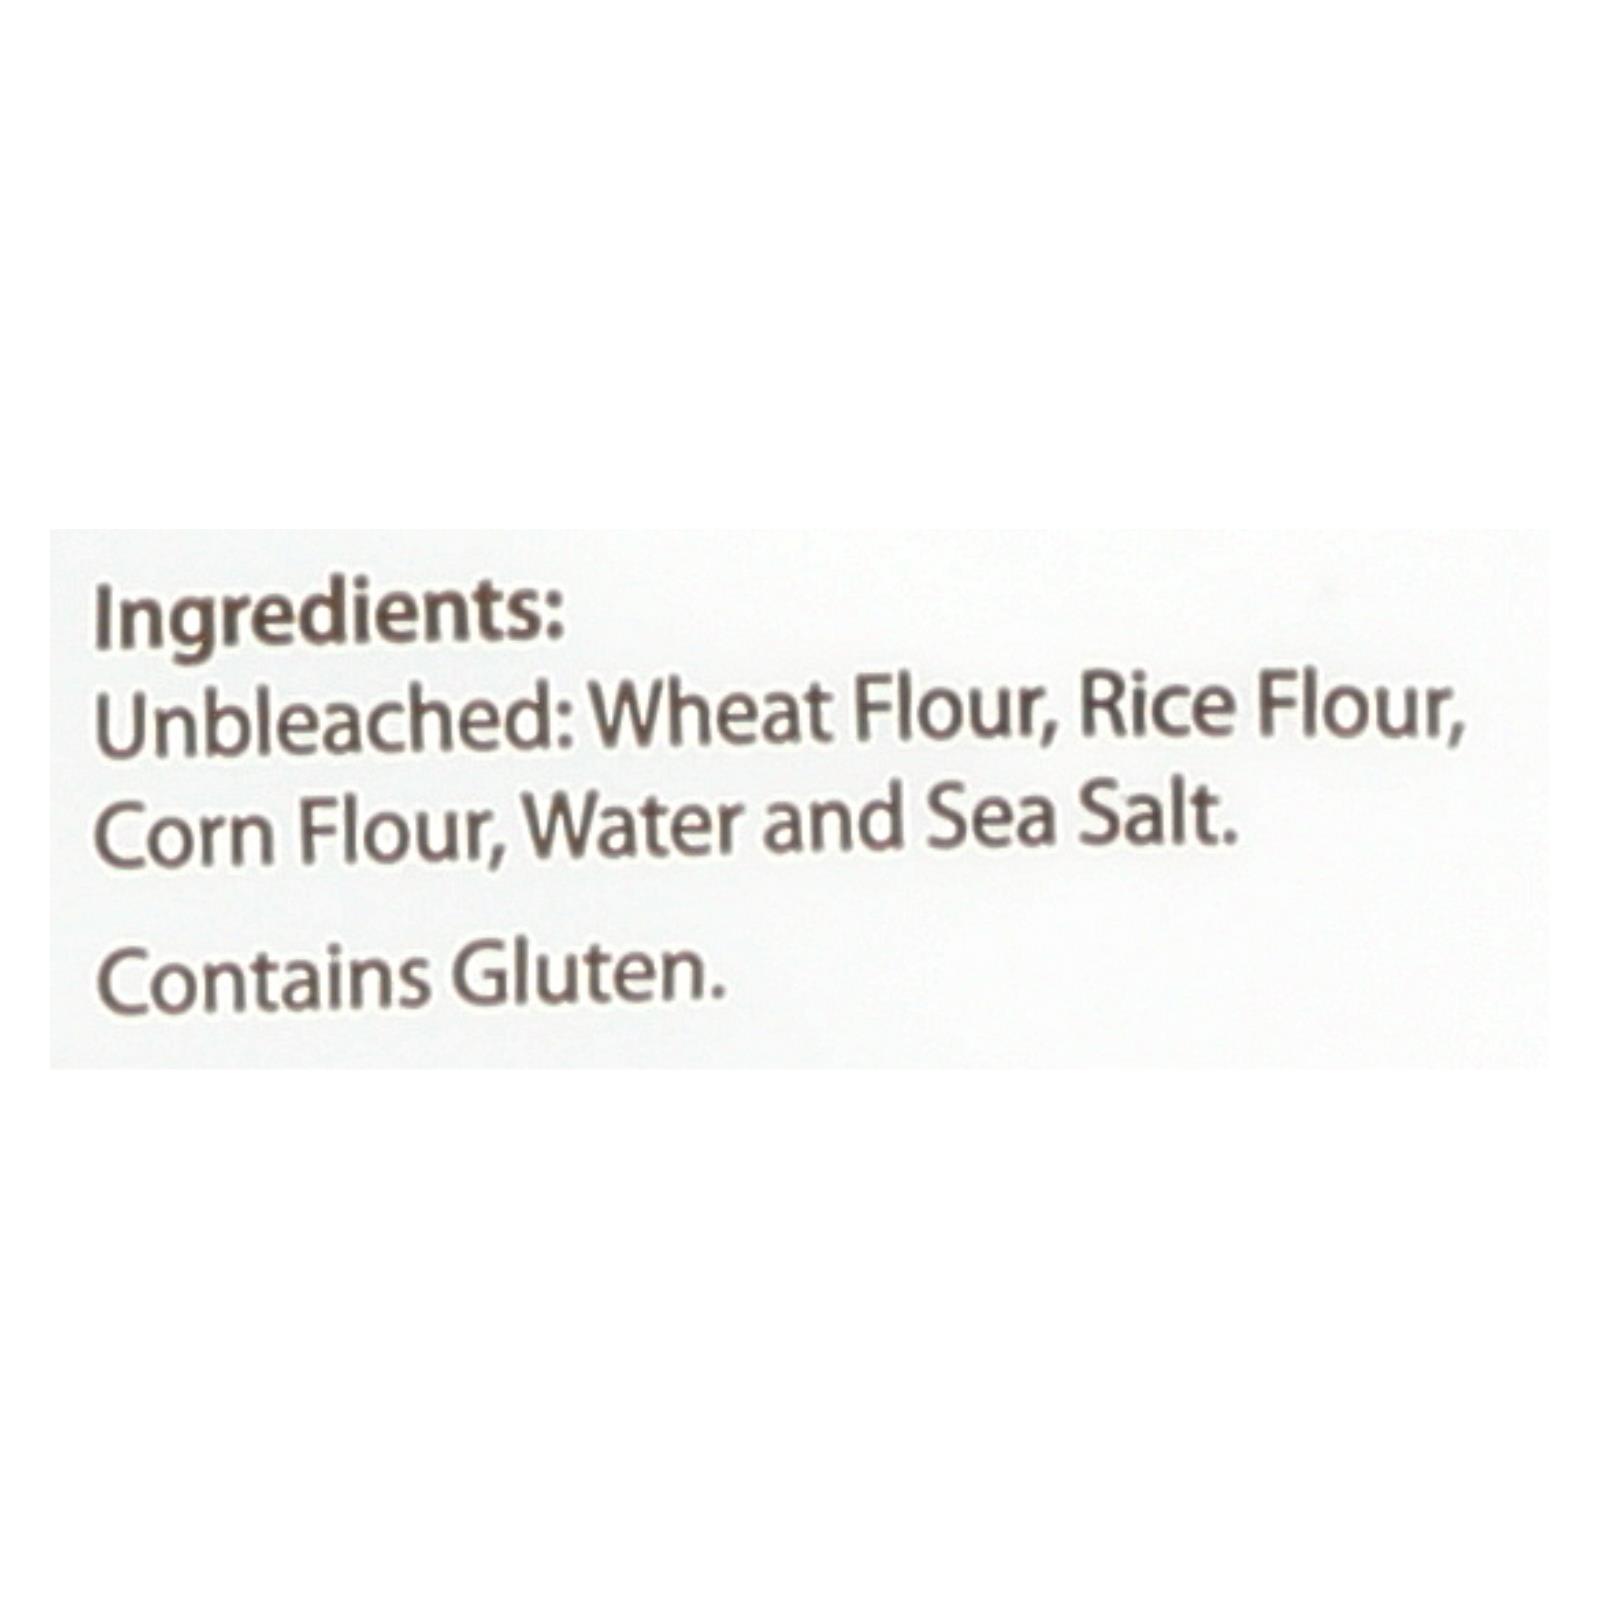 Ingredients:
Unbleached: Wheat Flour, Rice Flour,
Corn Flour, Water and Sea Salt.
Contains Gluten.